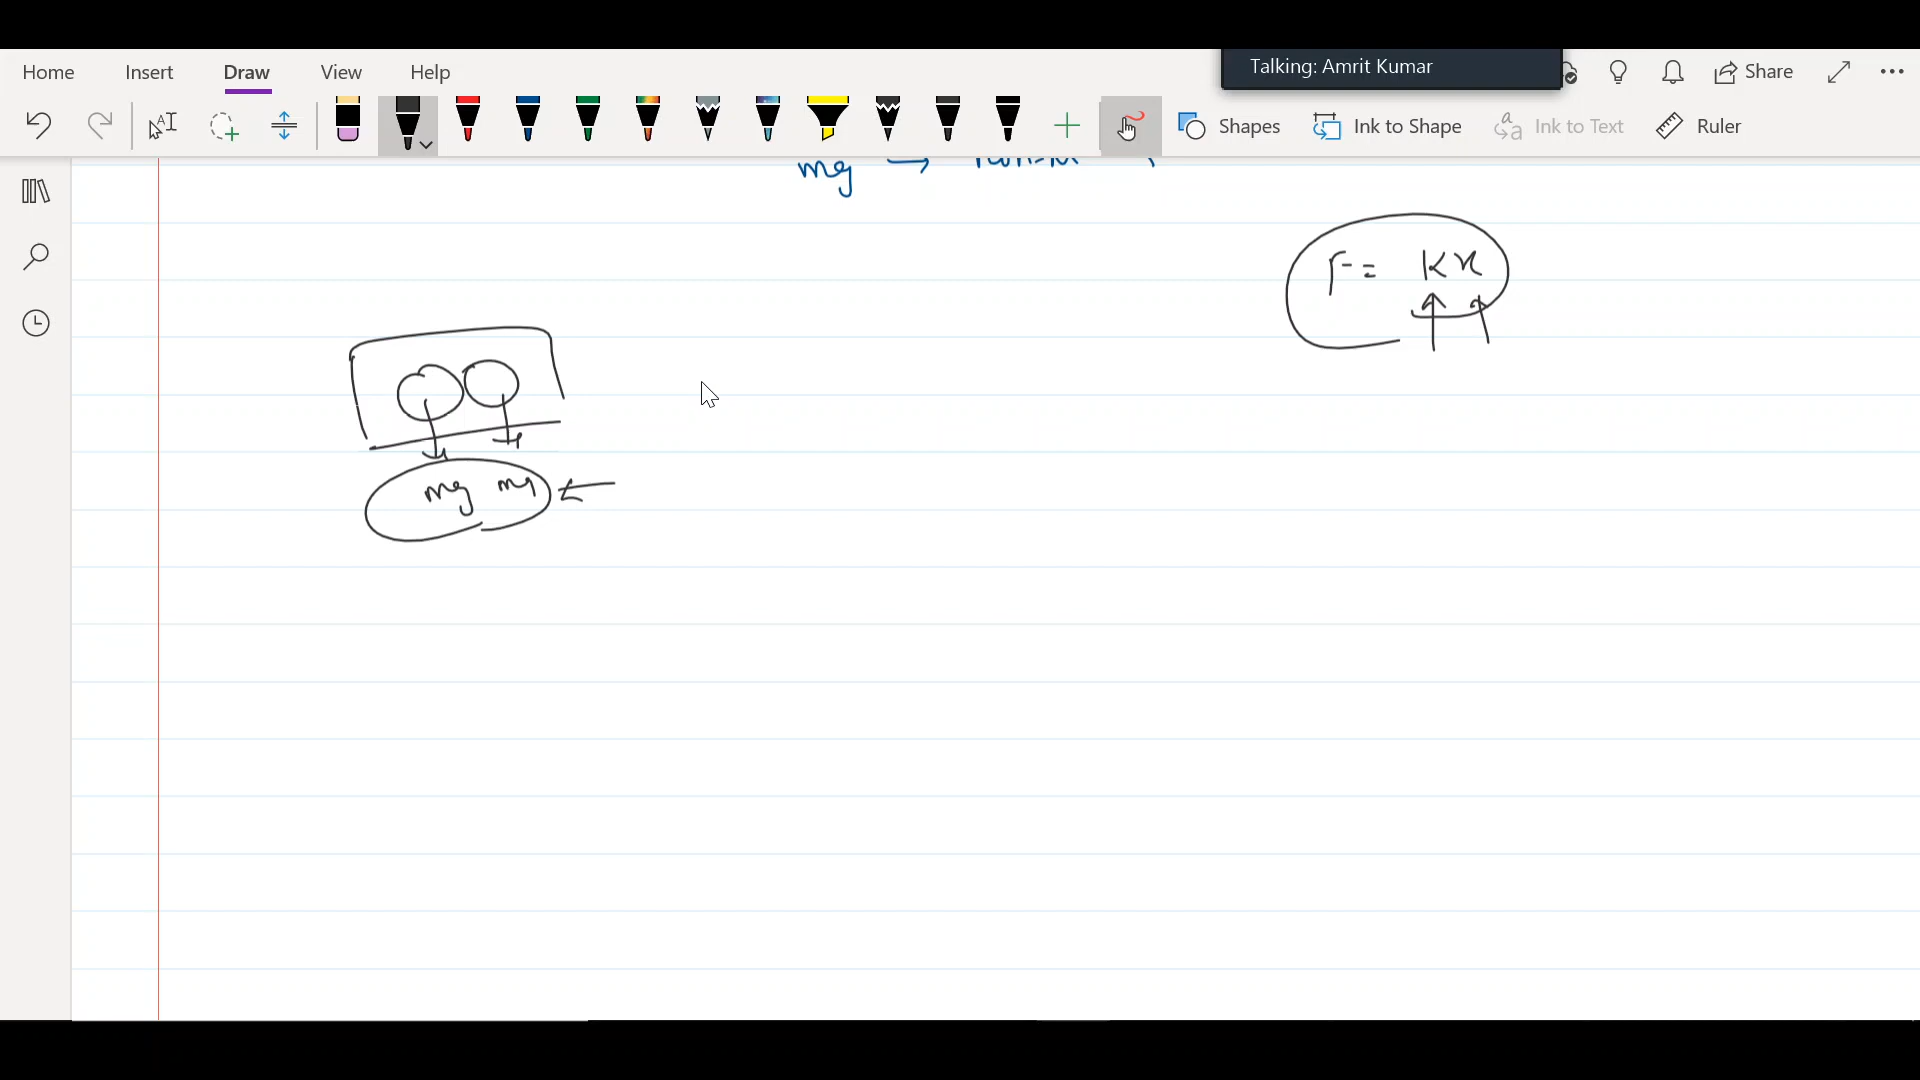 Talking: Amrit Kumar
Home Insert Draw View Help Share
Shapes Ink to Shape Ink to Text Ruler
mg →
F = Kx
mg mg